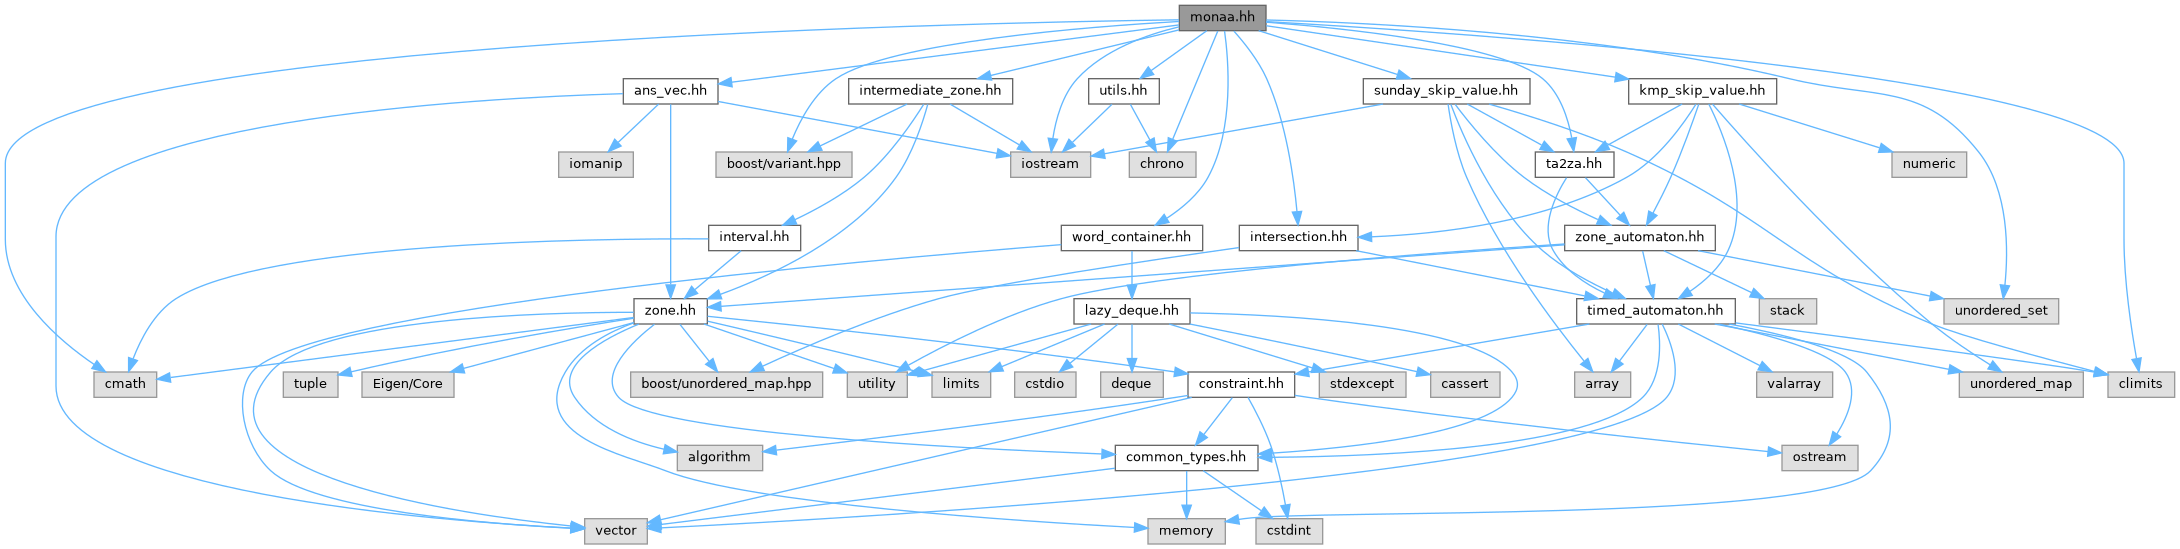 monaa.hh
ans_vec.hh
intermediate_zone.hh
utils.hh
sunday_skip_value.hh
kmp_skip_value.hh
iomanip
boost/variant.hpp
iostream
chrono
ta2za.hh
numeric
interval.hh
word_container.hh
intersection.hh
zone_automaton.hh
zone.hh
lazy_deque.hh
timed_automaton.hh
stack
unordered_set
cmath
tuple
Eigen/Core
boost/unordered_map.hpp
utility
limits
cstdio
deque
constraint.hh
stdexcept
cassert
array
valarray
unordered_map
climits
algorithm
common_types.hh
ostream
vector
memory
cstdint